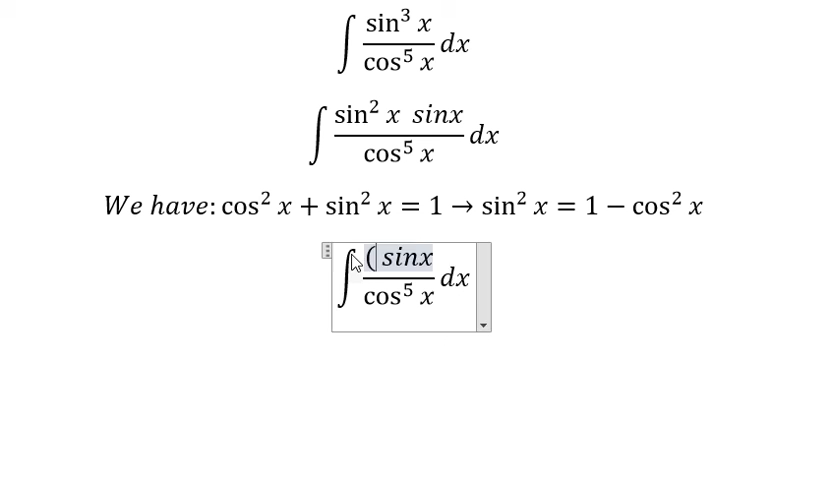 ∫ sin³ x / cos⁵ x dx
∫ sin² x sinx / cos⁵ x dx
We have: cos² x + sin² x = 1 → sin² x = 1 − cos² x
∫ ( sinx / cos⁵ x dx